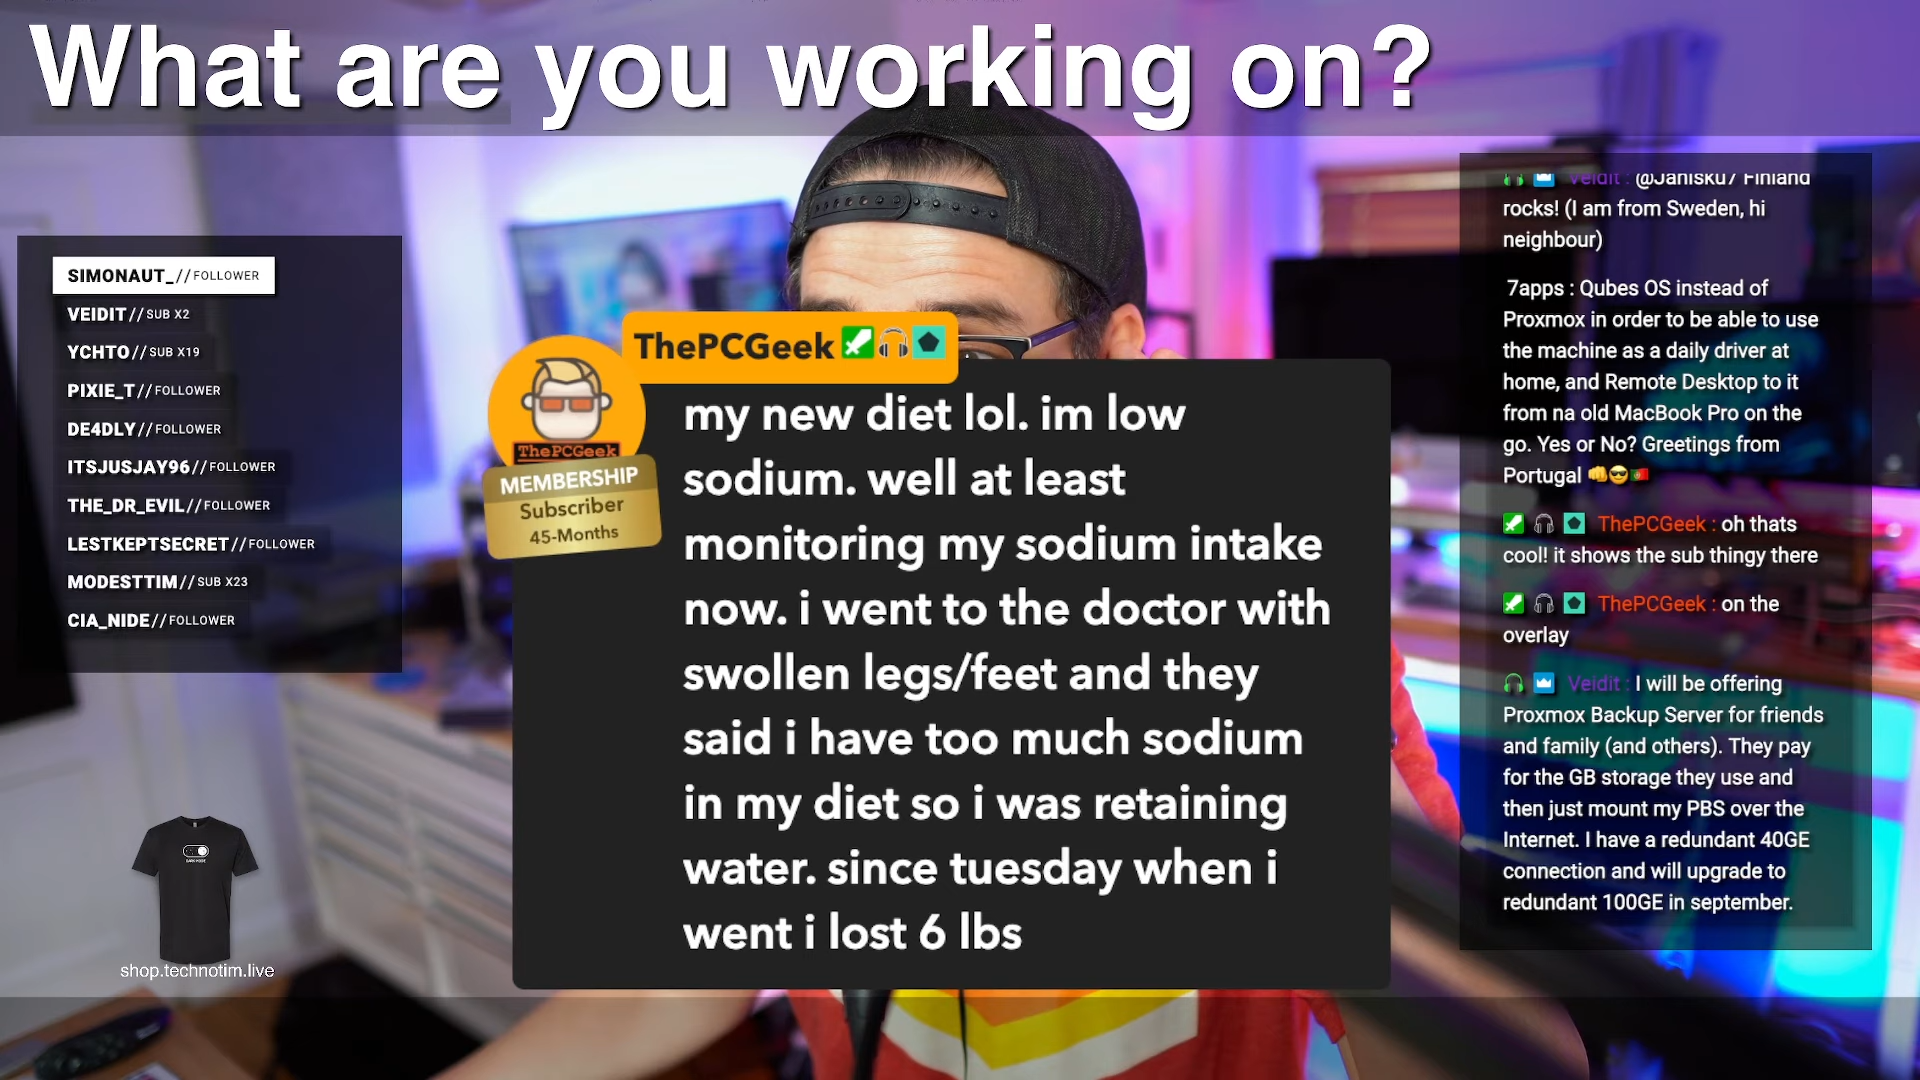 What are you working on?
SIMONAUT_//FOLLOWER
VEIDIT//SUB X2
YCHTO//SUB X19
PIXIE_T//FOLLOWER
DE4DLY//FOLLOWER
ITSJUSJAY96//FOLLOWER
THE_DR_EVIL//FOLLOWER
LESTKEPTSECRET//FOLLOWER
MODESTTIM//SUB X23
CIA_NIDE//FOLLOWER
DARK MODE
shop.technotim.live
ThePCGeek
ThePCGeek
MEMBERSHIP
Subscriber
45-Months
my new diet lol. im low
sodium. well at least
monitoring my sodium intake
now. i went to the doctor with
swollen legs/feet and they
said i have too much sodium
in my diet so i was retaining
water. since tuesday when i
went i lost 6 lbs
Veidit : @Janisku7 Finland
rocks! (I am from Sweden, hi
neighbour)
7apps : Qubes OS instead of
Proxmox in order to be able to use
the machine as a daily driver at
home, and Remote Desktop to it
from na old MacBook Pro on the
go. Yes or No? Greetings from
Portugal 👊😎🇵🇹
ThePCGeek : oh thats
cool! it shows the sub thingy there
ThePCGeek : on the
overlay
Veidit : I will be offering
Proxmox Backup Server for friends
and family (and others). They pay
for the GB storage they use and
then just mount my PBS over the
Internet. I have a redundant 40GE
connection and will upgrade to
redundant 100GE in september.